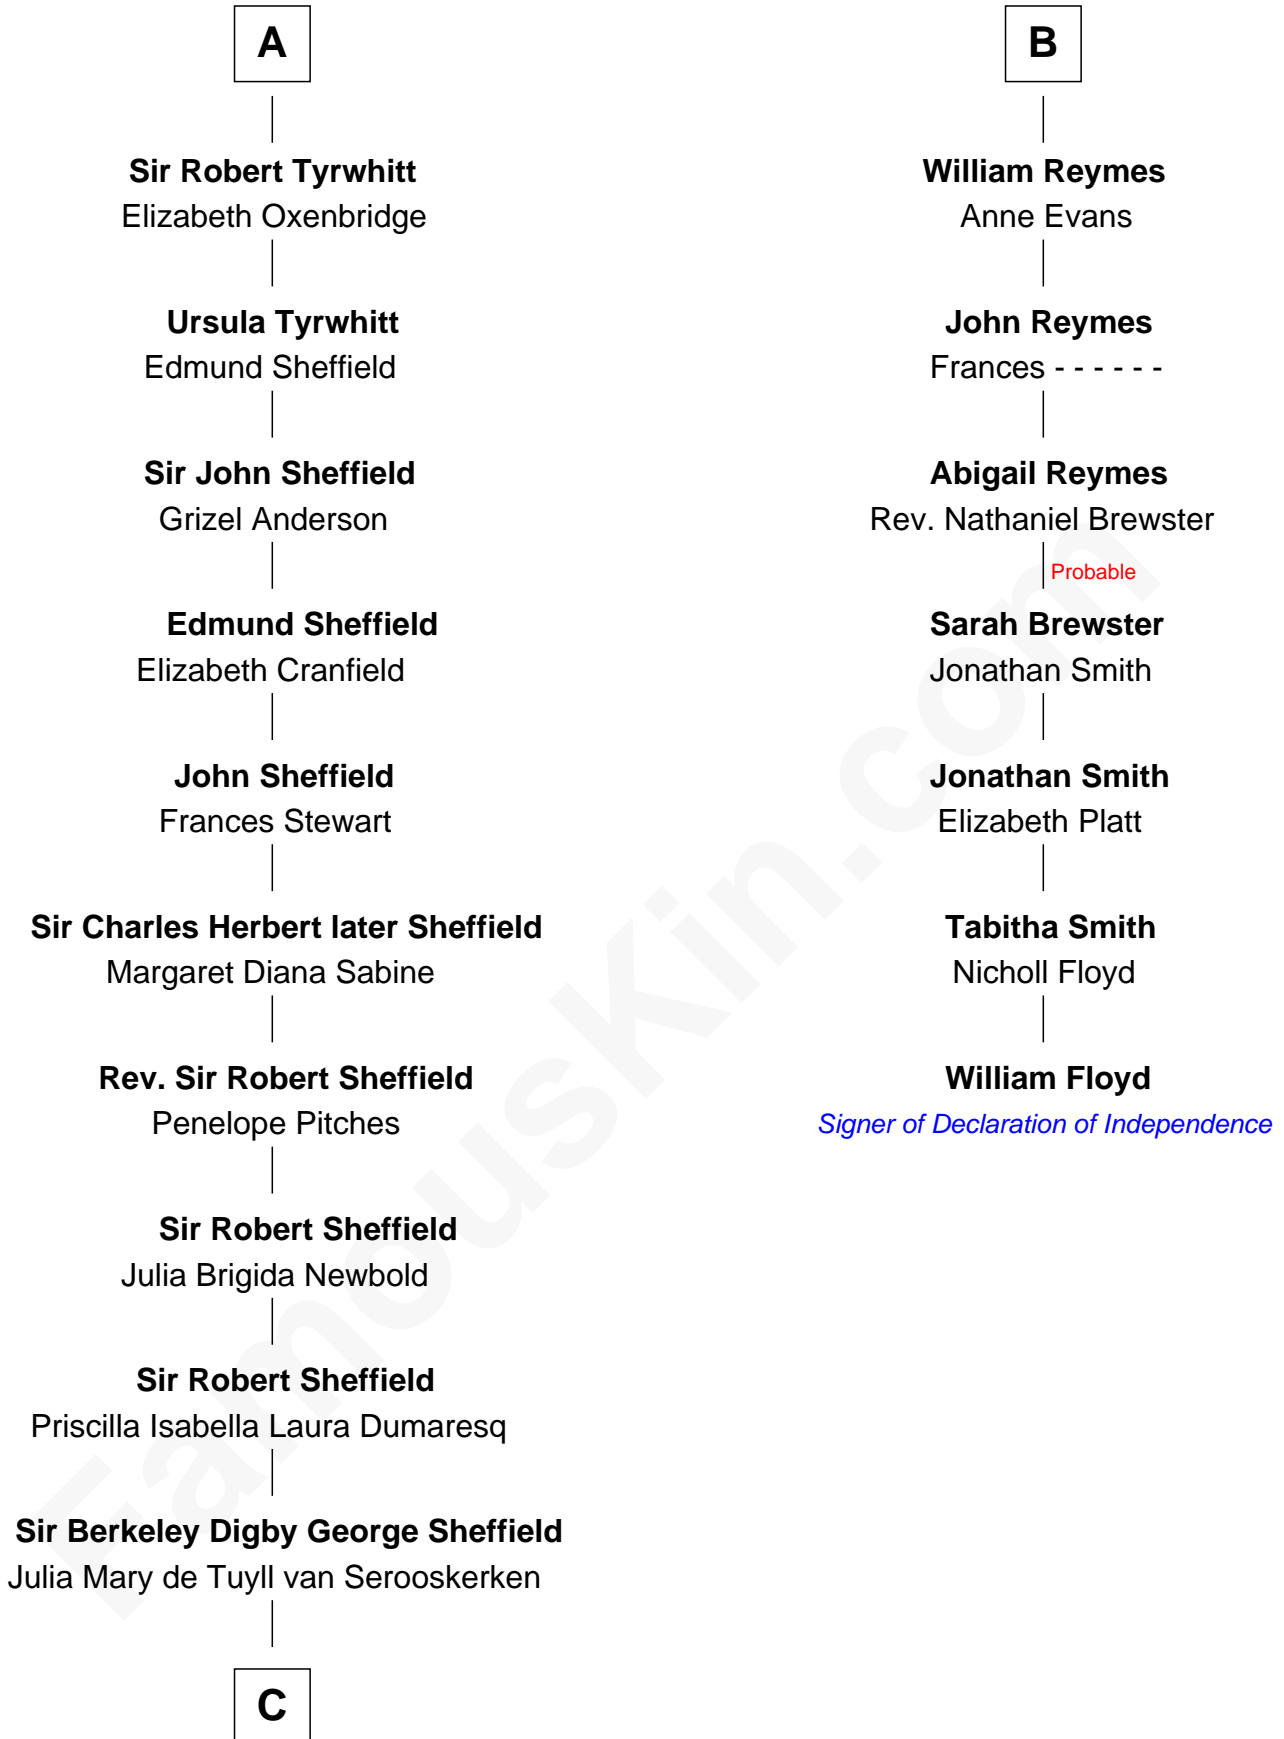 A
Sir Robert Tyrwhitt
Elizabeth Oxenbridge
Ursula Tyrwhitt
Edmund Sheffield
Sir John Sheffield
Grizel Anderson
Edmund Sheffield
Elizabeth Cranfield
John Sheffield
Frances Stewart
Sir Charles Herbert later Sheffield
Margaret Diana Sabine
Rev. Sir Robert Sheffield
Penelope Pitches
Sir Robert Sheffield
Julia Brigida Newbold
Sir Robert Sheffield
Priscilla Isabella Laura Dumaresq
Sir Berkeley Digby George Sheffield
Julia Mary de Tuyll van Serooskerken
C
B
William Reymes
Anne Evans
John Reymes
Frances - - - - - -
Abigail Reymes
Rev. Nathaniel Brewster
Probable
Sarah Brewster
Jonathan Smith
Jonathan Smith
Elizabeth Platt
Tabitha Smith
Nicholl Floyd
William Floyd
Signer of Declaration of Independence
FamousKin.com